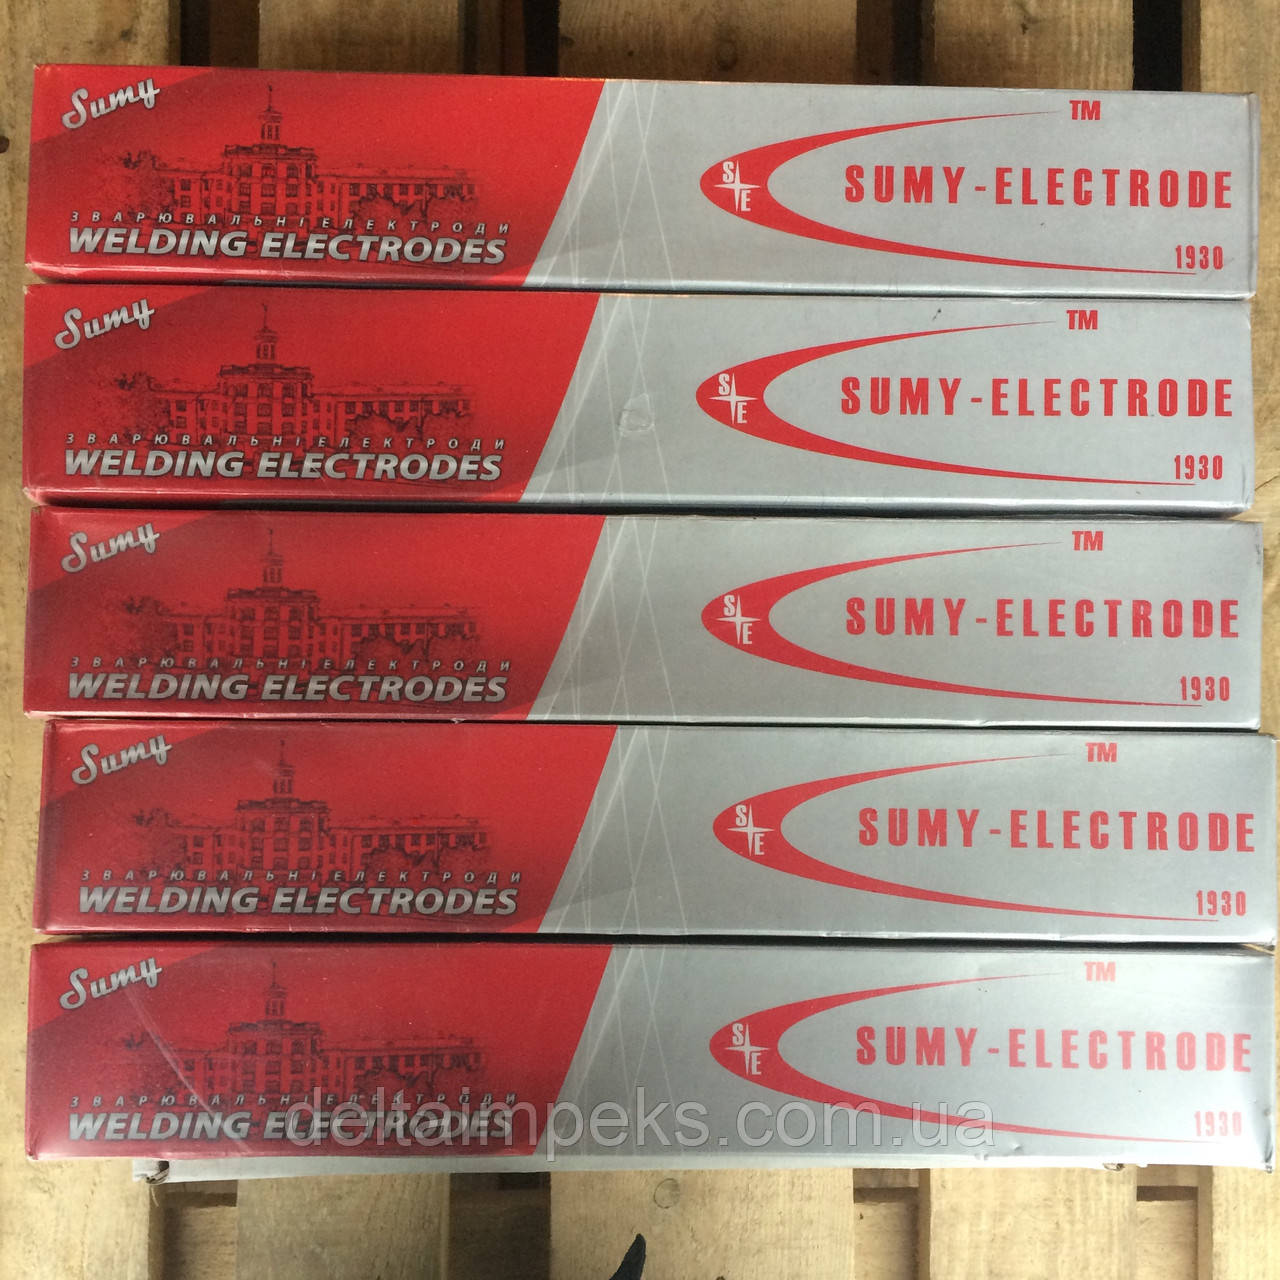 Sumy
ЗВАРЮВАЛЬНІ ЕЛЕКТРОДИ
WELDING ELECTRODES
TM
S E
SUMY-ELECTRODE
1930
Sumy
ЗВАРЮВАЛЬНІ ЕЛЕКТРОДИ
WELDING ELECTRODES
TM
S E
SUMY-ELECTRODE
1930
Sumy
ЗВАРЮВАЛЬНІ ЕЛЕКТРОДИ
WELDING ELECTRODES
TM
S E
SUMY-ELECTRODE
1930
Sumy
ЗВАРЮВАЛЬНІ ЕЛЕКТРОДИ
WELDING ELECTRODES
TM
S E
SUMY-ELECTRODE
1930
Sumy
ЗВАРЮВАЛЬНІ ЕЛЕКТРОДИ
WELDING ELECTRODES
TM
S E
SUMY-ELECTRODE
1930
deltaimpeks.com.ua